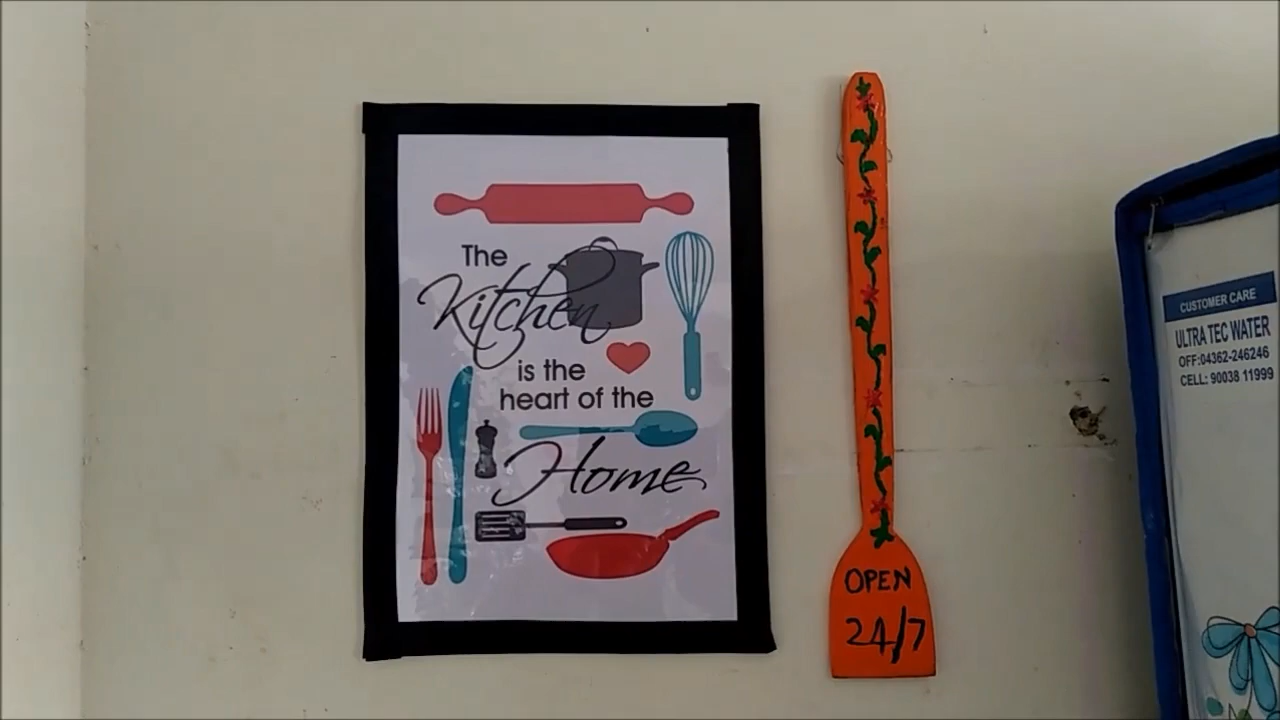 The
Kitchen
is the
heart of the
Home
OPEN
24/7
CUSTOMER CARE
ULTRA TEC WATER
OFF:04362-246246
CELL: 90038 11999